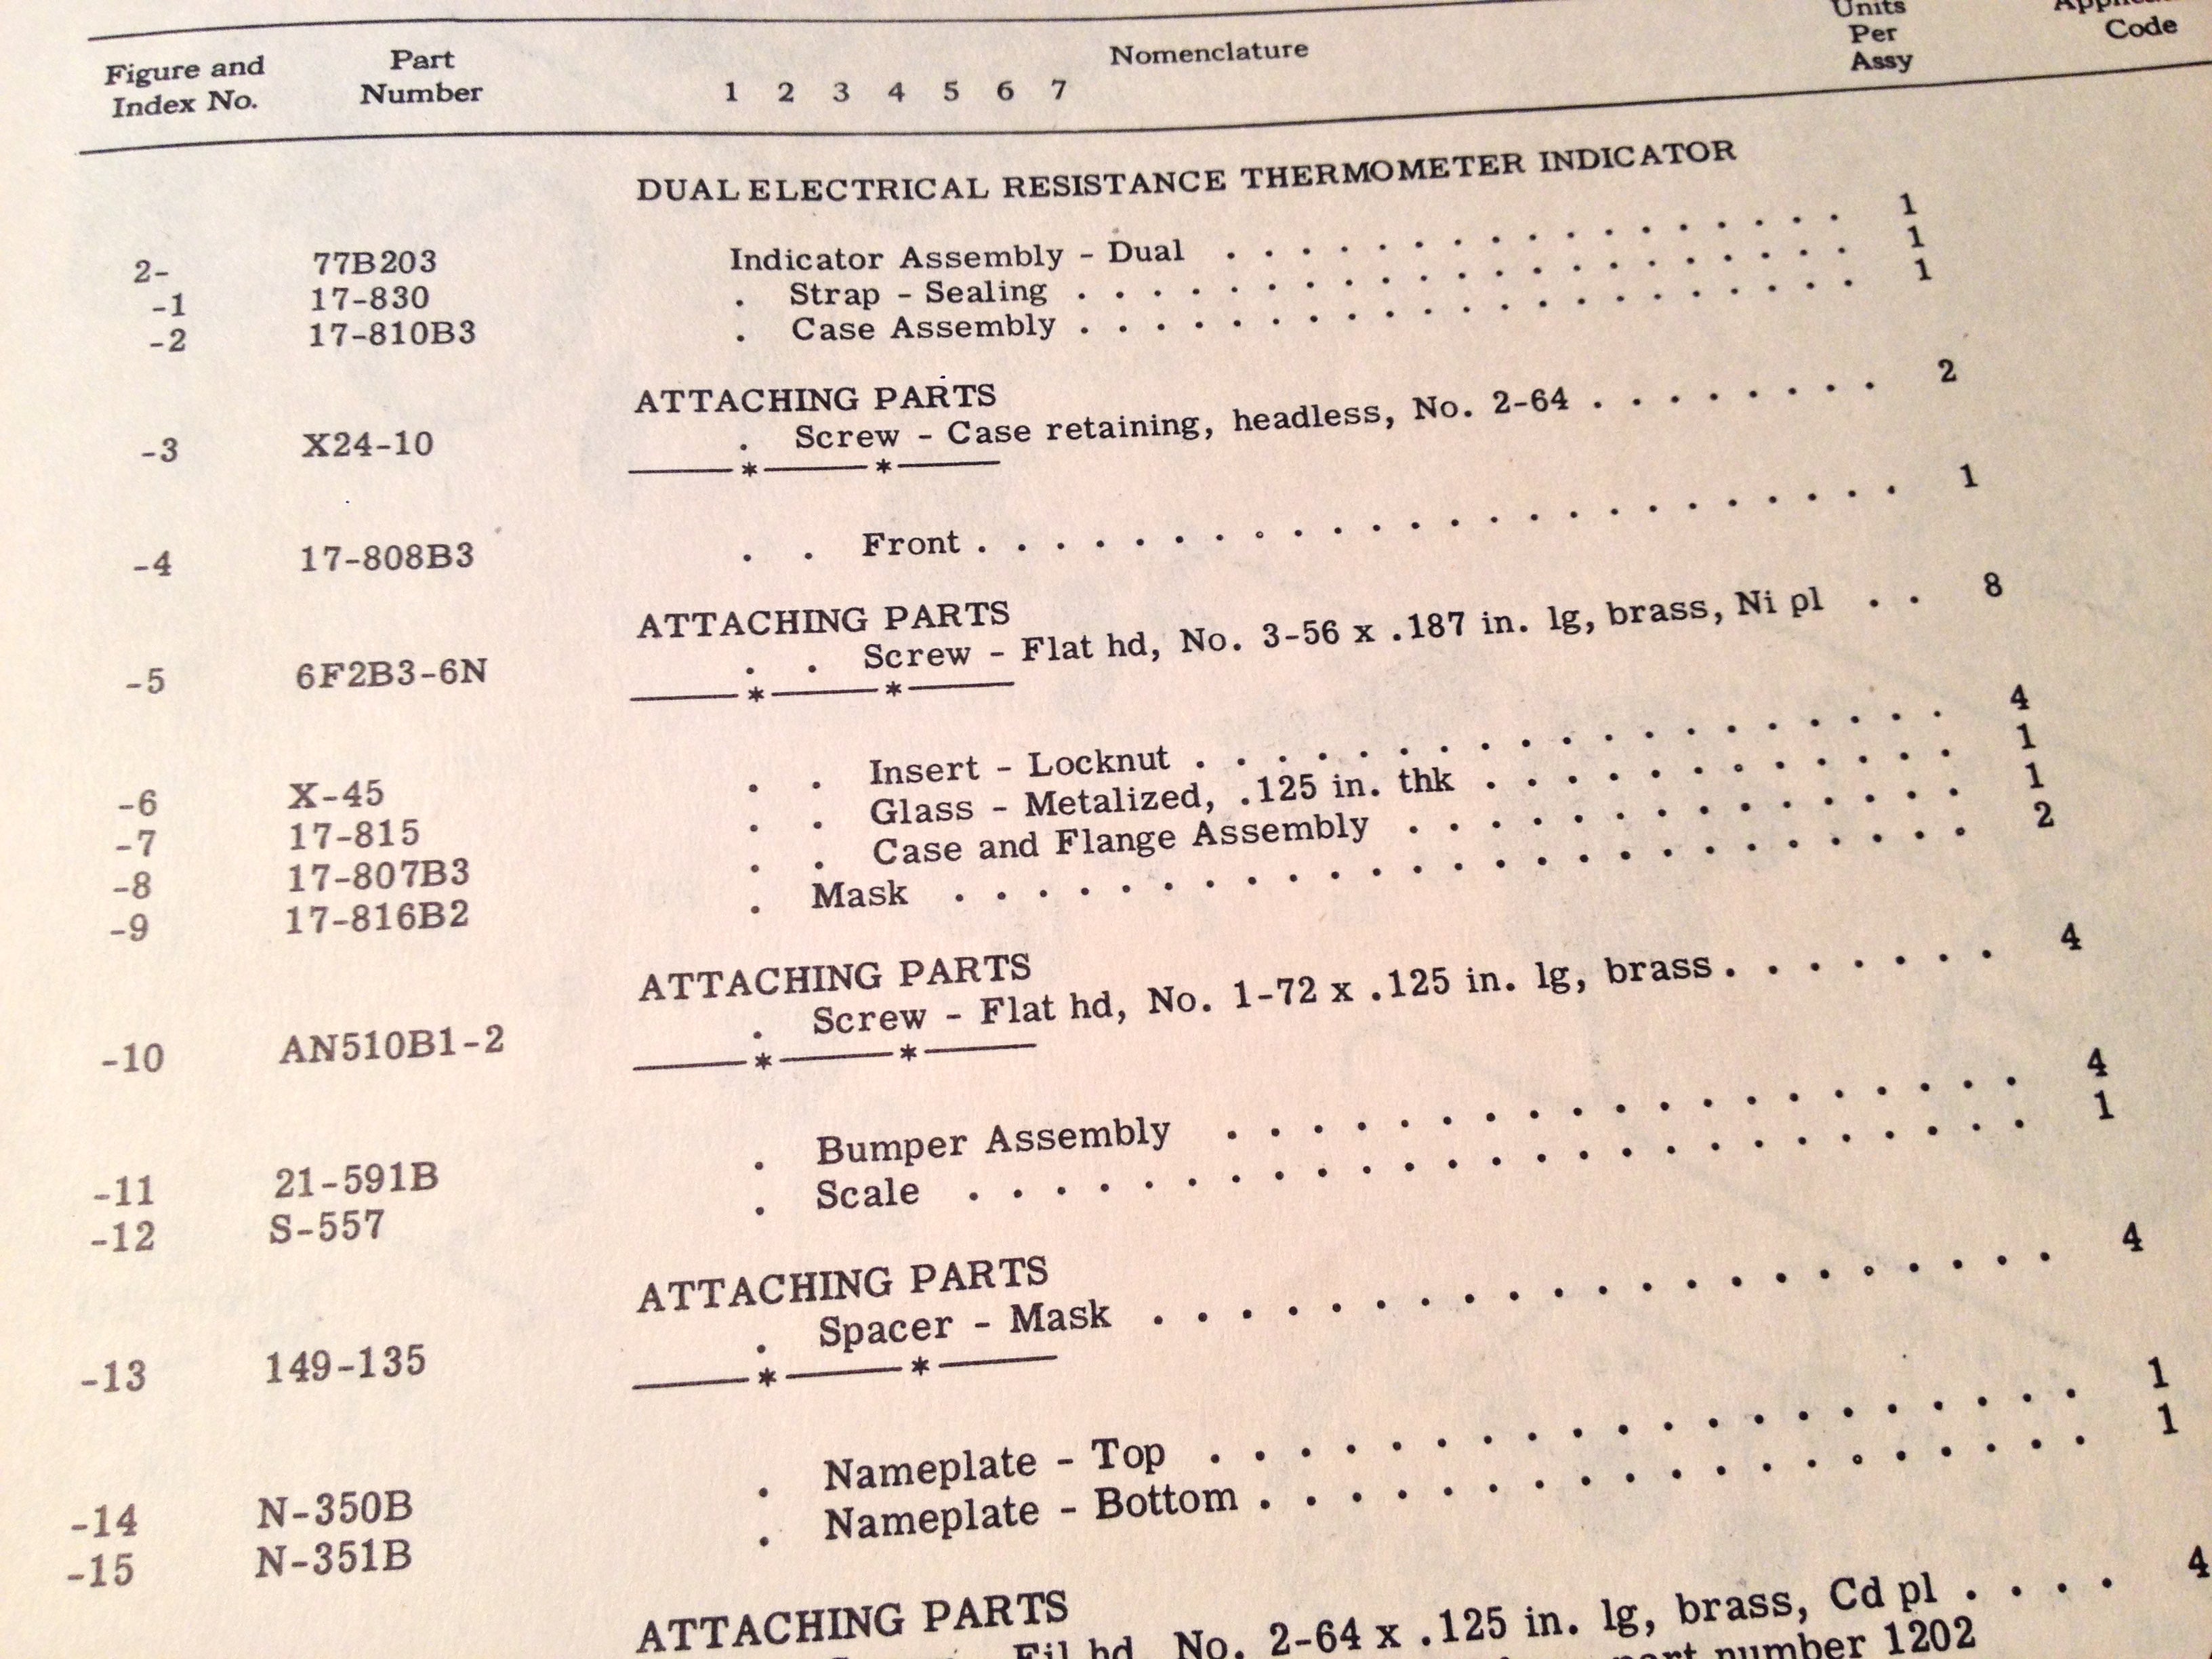 Figure and Index No. Part Number Nomenclature Units Per Assy Code
1 2 3 4 5 6 7
DUAL ELECTRICAL RESISTANCE THERMOMETER INDICATOR
2- 77B203 Indicator Assembly - Dual . . . . . . . . . . . . . . . . 1
-1 17-830 . Strap - Sealing . . . . . . . . . . . . . . . . . . . . 1
-2 17-810B3 . Case Assembly . . . . . . . . . . . . . . . . . . . . 1
ATTACHING PARTS
-3 X24-10 . Screw - Case retaining, headless, No. 2-64 . . . . . . . . 2
———*———*———
-4 17-808B3 . . Front . . . . . . . . . . . . . . . . . . . . . 1
ATTACHING PARTS
-5 6F2B3-6N . . Screw - Flat hd, No. 3-56 x .187 in. lg, brass, Ni pl . . 8
———*———*———
-6 X-45 . . Insert - Locknut . . . . . . . . . . . . . . . . . . . 4
-7 17-815 . . Glass - Metalized, .125 in. thk . . . . . . . . . . . . 1
-8 17-807B3 . . Case and Flange Assembly . . . . . . . . . . . . . . 1
-9 17-816B2 . Mask . . . . . . . . . . . . . . . . . . . . . . . . . 2
ATTACHING PARTS
-10 AN510B1-2 . Screw - Flat hd, No. 1-72 x .125 in. lg, brass . . . . . . . 4
———*———*———
-11 21-591B . Bumper Assembly . . . . . . . . . . . . . . . . . . . 4
-12 S-557 . Scale . . . . . . . . . . . . . . . . . . . . . . . . . 1
ATTACHING PARTS
-13 149-135 . Spacer - Mask . . . . . . . . . . . . . . . . . . . . . 4
———*———*———
-14 N-350B . Nameplate - Top . . . . . . . . . . . . . . . . . . . . 1
-15 N-351B . Nameplate - Bottom . . . . . . . . . . . . . . . . . . . 1
ATTACHING PARTS
Fil hd, No. 2-64 x .125 in. lg, brass, Cd pl . . . . 4
part number 1202